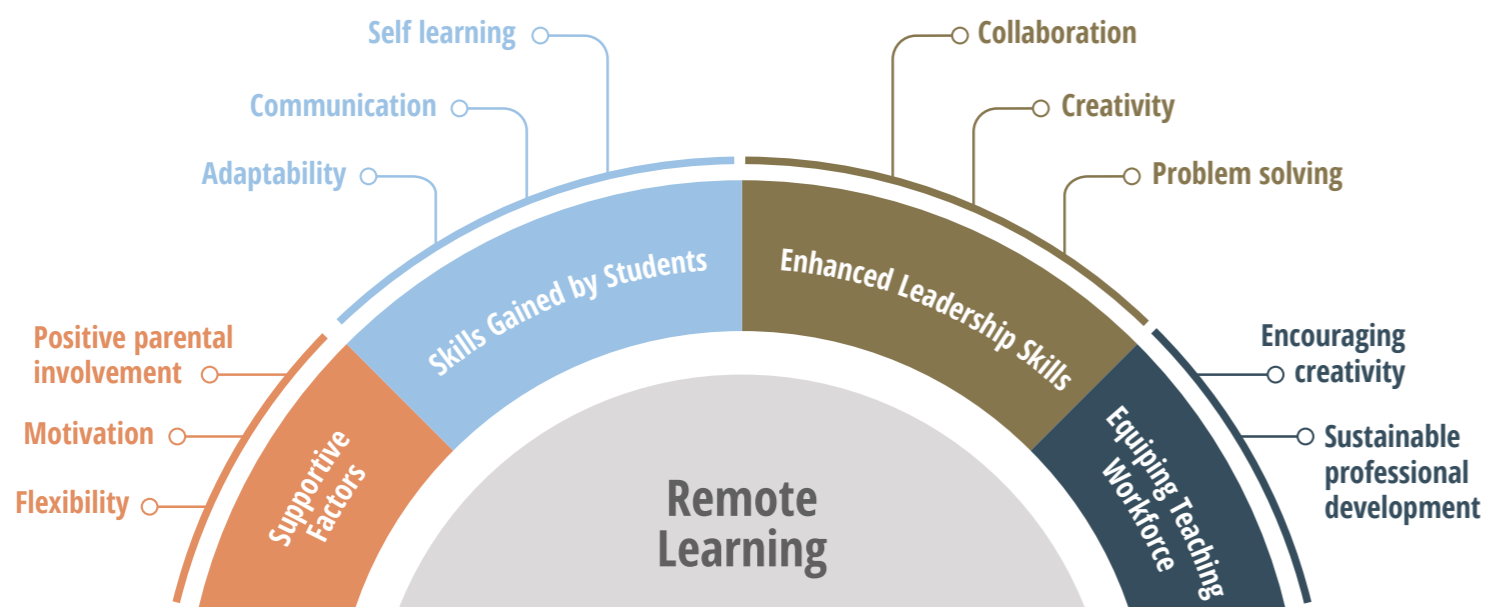 Self learning
Communication
Adaptability
Collaboration
Creativity
Problem solving
Skills Gained by Students
Enhanced Leadership Skills
Positive parental
involvement
Motivation
Flexibility
Supportive
Factors
Encouraging
creativity
Sustainable
professional
development
Equiping Teaching
Workforce
Remote
Learning